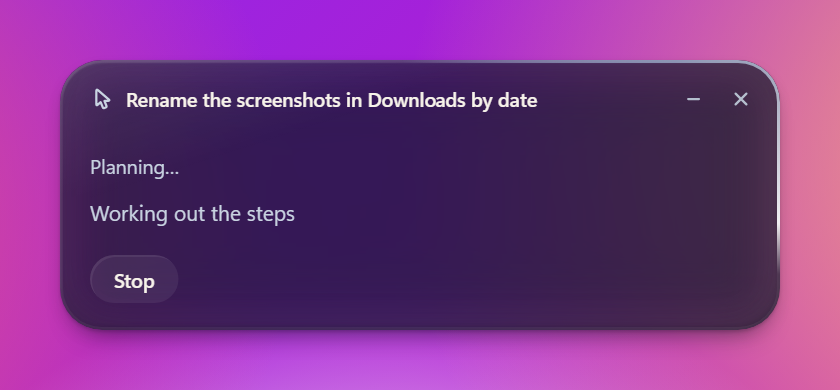 Rename the screenshots in Downloads by date
Planning...
Working out the steps
Stop